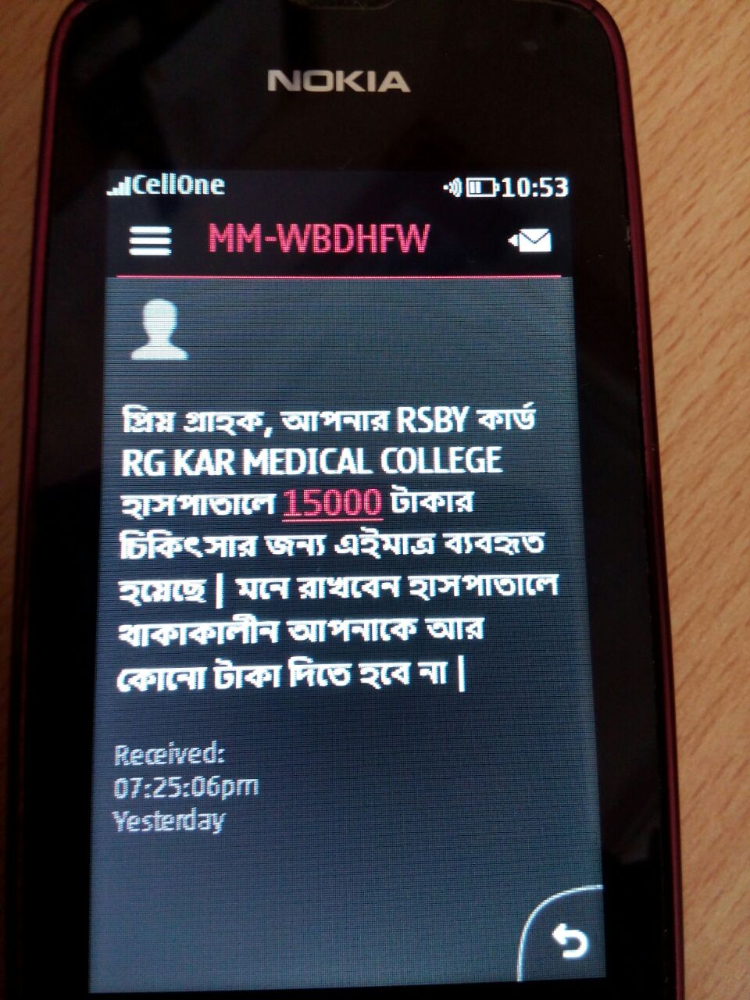 NOKIA
CellOne 10:53
MM-WBDHFW
প্রিয় গ্রাহক, আপনার RSBY কার্ড
RG KAR MEDICAL COLLEGE
হাসপাতালে 15000 টাকার
চিকিৎসার জন্য এইমাত্র ব্যবহৃত
হয়েছে | মনে রাখবেন হাসপাতালে
থাকাকালীন আপনাকে আর
কোনো টাকা দিতে হবে না |
Received:
07:25:06pm
Yesterday